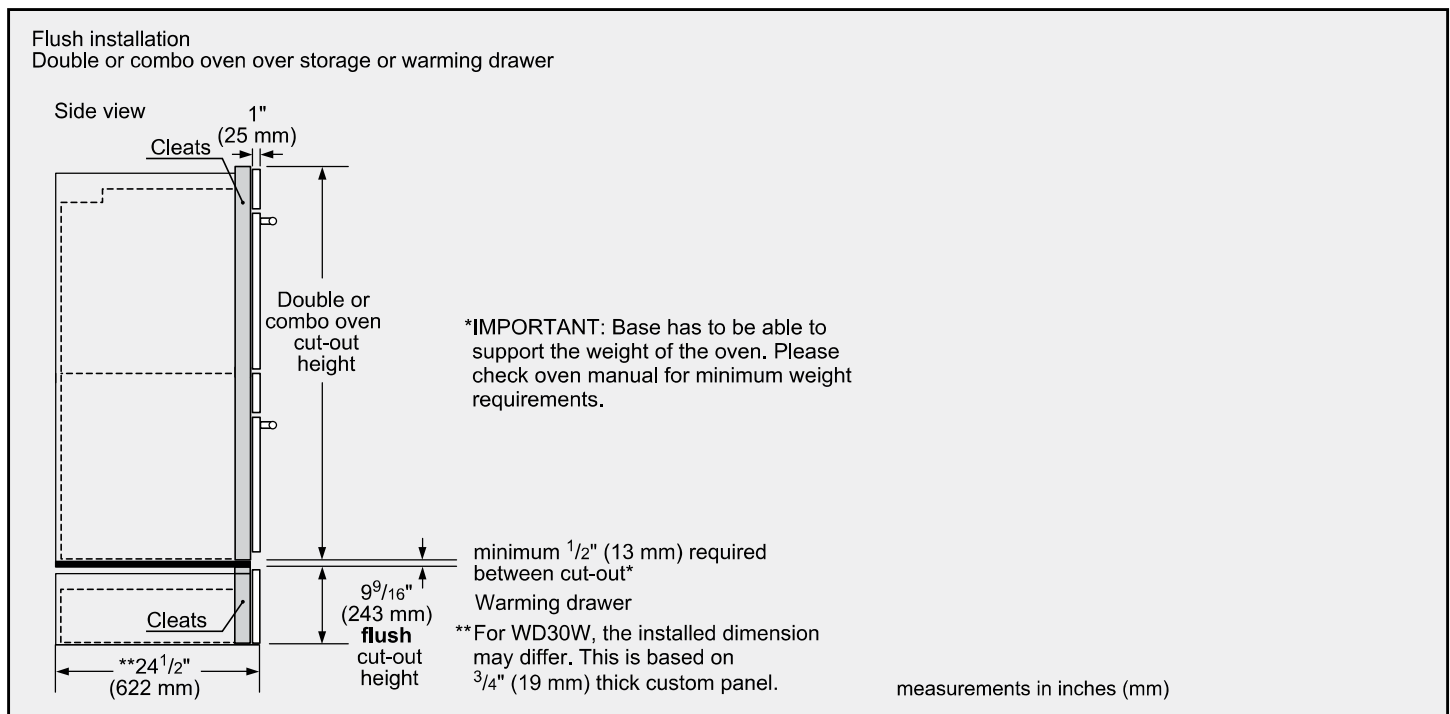 Flush installation
Double or combo oven over storage or warming drawer
Side view
1"
(25 mm)
Cleats
Double or
combo oven
cut-out
height
*IMPORTANT: Base has to be able to
support the weight of the oven. Please
check oven manual for minimum weight
requirements.
minimum 1/2" (13 mm) required
between cut-out*
9 9/16"
(243 mm)
flush
cut-out
height
Warming drawer
Cleats
**For WD30W, the installed dimension
may differ. This is based on
3/4" (19 mm) thick custom panel.
**24 1/2"
(622 mm)
measurements in inches (mm)